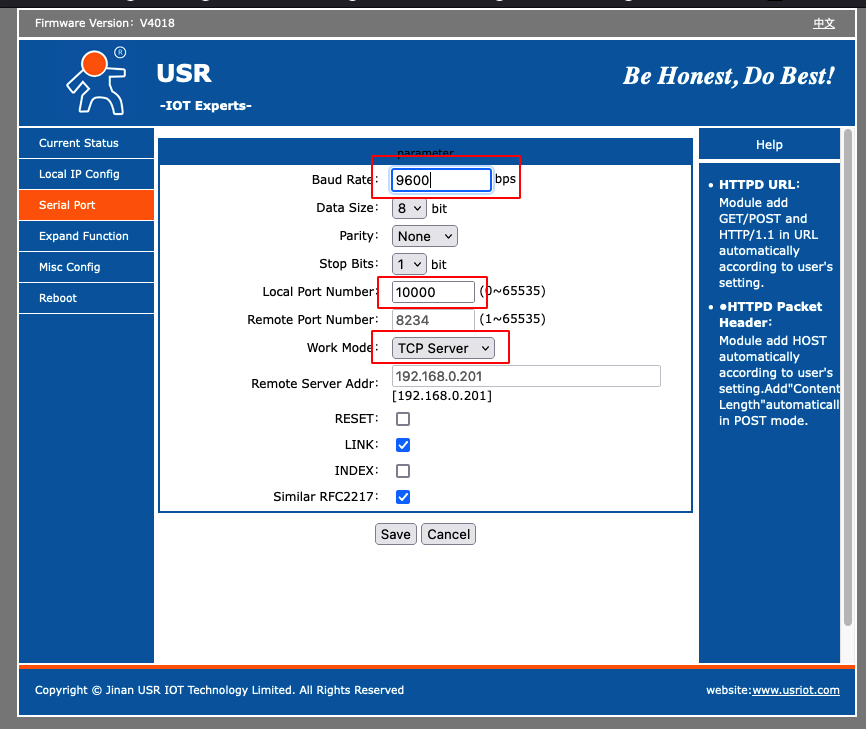 Firmware Version: V4018
中文
®
USR
-IOT Experts-
Be Honest, Do Best!
Current Status
Local IP Config
Serial Port
Expand Function
Misc Config
Reboot
parameter
Baud Rate: 9600 bps
Data Size: 8 bit
Parity: None
Stop Bits: 1 bit
Local Port Number: 10000 (0~65535)
Remote Port Number: 8234 (1~65535)
Work Mode: TCP Server
Remote Server Addr: 192.168.0.201
[192.168.0.201]
RESET:
LINK:
INDEX:
Similar RFC2217:
Save Cancel
Help
• HTTPD URL:
Module add
GET/POST and
HTTP/1.1 in URL
automatically
according to user's
setting.
• ●HTTPD Packet
Header:
Module add HOST
automatically
according to user's
setting.Add"Content
Length"automaticall
in POST mode.
Copyright © Jinan USR IOT Technology Limited. All Rights Reserved
website:www.usriot.com